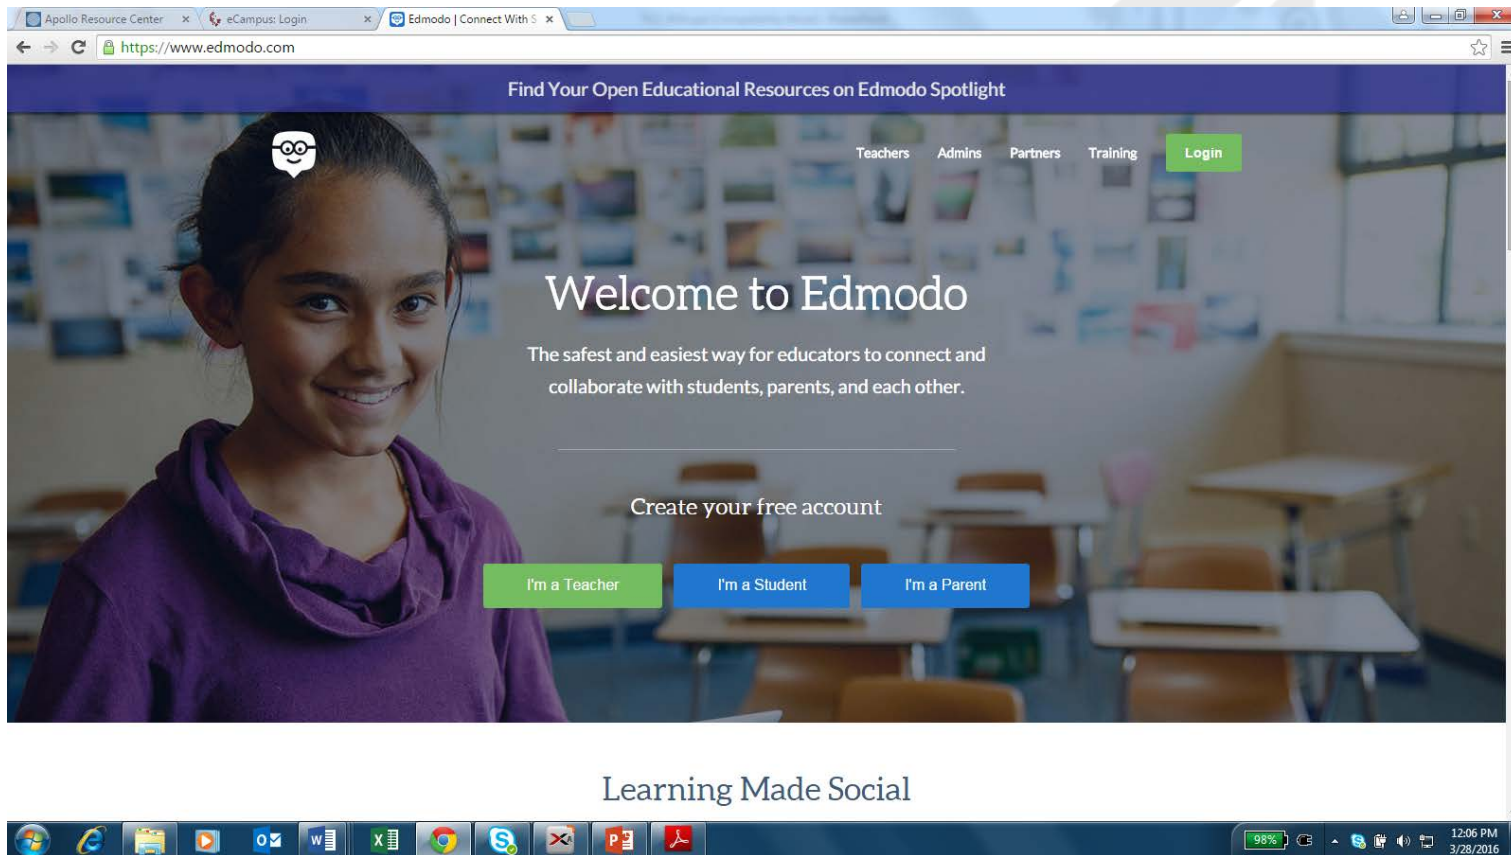 Apollo Resource Center
eCampus: Login
Edmodo | Connect With S
https://www.edmodo.com
Find Your Open Educational Resources on Edmodo Spotlight
Teachers Admins Partners Training Login
Welcome to Edmodo
The safest and easiest way for educators to connect and
collaborate with students, parents, and each other.
Create your free account
I'm a Teacher
I'm a Student
I'm a Parent
Learning Made Social
98%
12:06 PM
3/28/2016